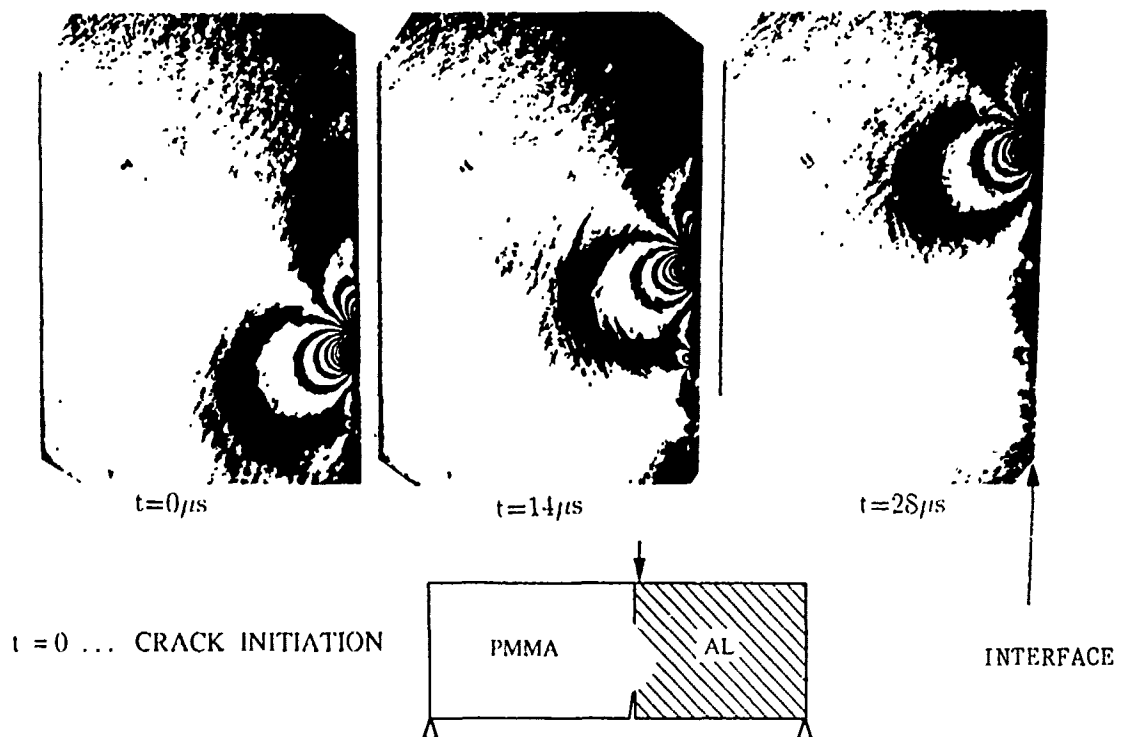 t=0μs
t=14μs
t=28μs
t = 0 ... CRACK INITIATION
PMMA
AL
INTERFACE